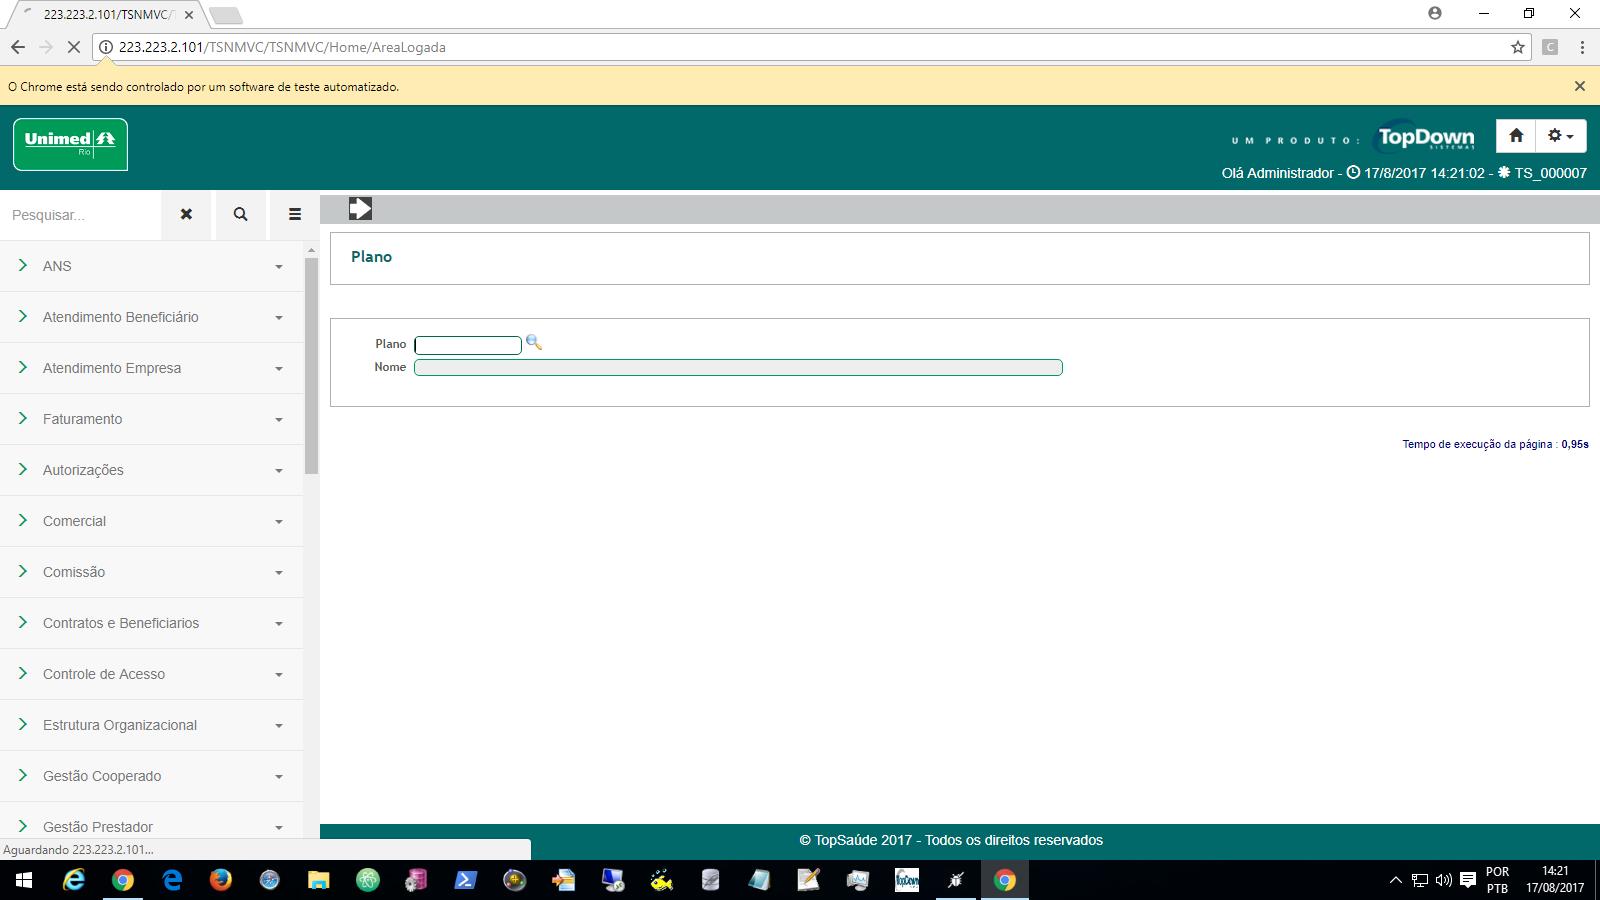 223.223.2.101/TSNMVC/T
223.223.2.101/TSNMVC/TSNMVC/Home/AreaLogada
C
O Chrome está sendo controlado por um software de teste automatizado.
Unimed
Rio
UM PRODUTO:
TopDown
SISTEMAS
Olá Administrador - 17/8/2017 14:21:02 - TS_000007
Pesquisar...
ANS
Atendimento Beneficiário
Atendimento Empresa
Faturamento
Autorizações
Comercial
Comissão
Contratos e Beneficiarios
Controle de Acesso
Estrutura Organizacional
Gestão Cooperado
Gestão Prestador
Plano
Plano
Nome
Tempo de execução da página : 0,95s
© TopSaúde 2017 - Todos os direitos reservados
Aguardando 223.223.2.101...
TopDown
POR
PTB
14:21
17/08/2017